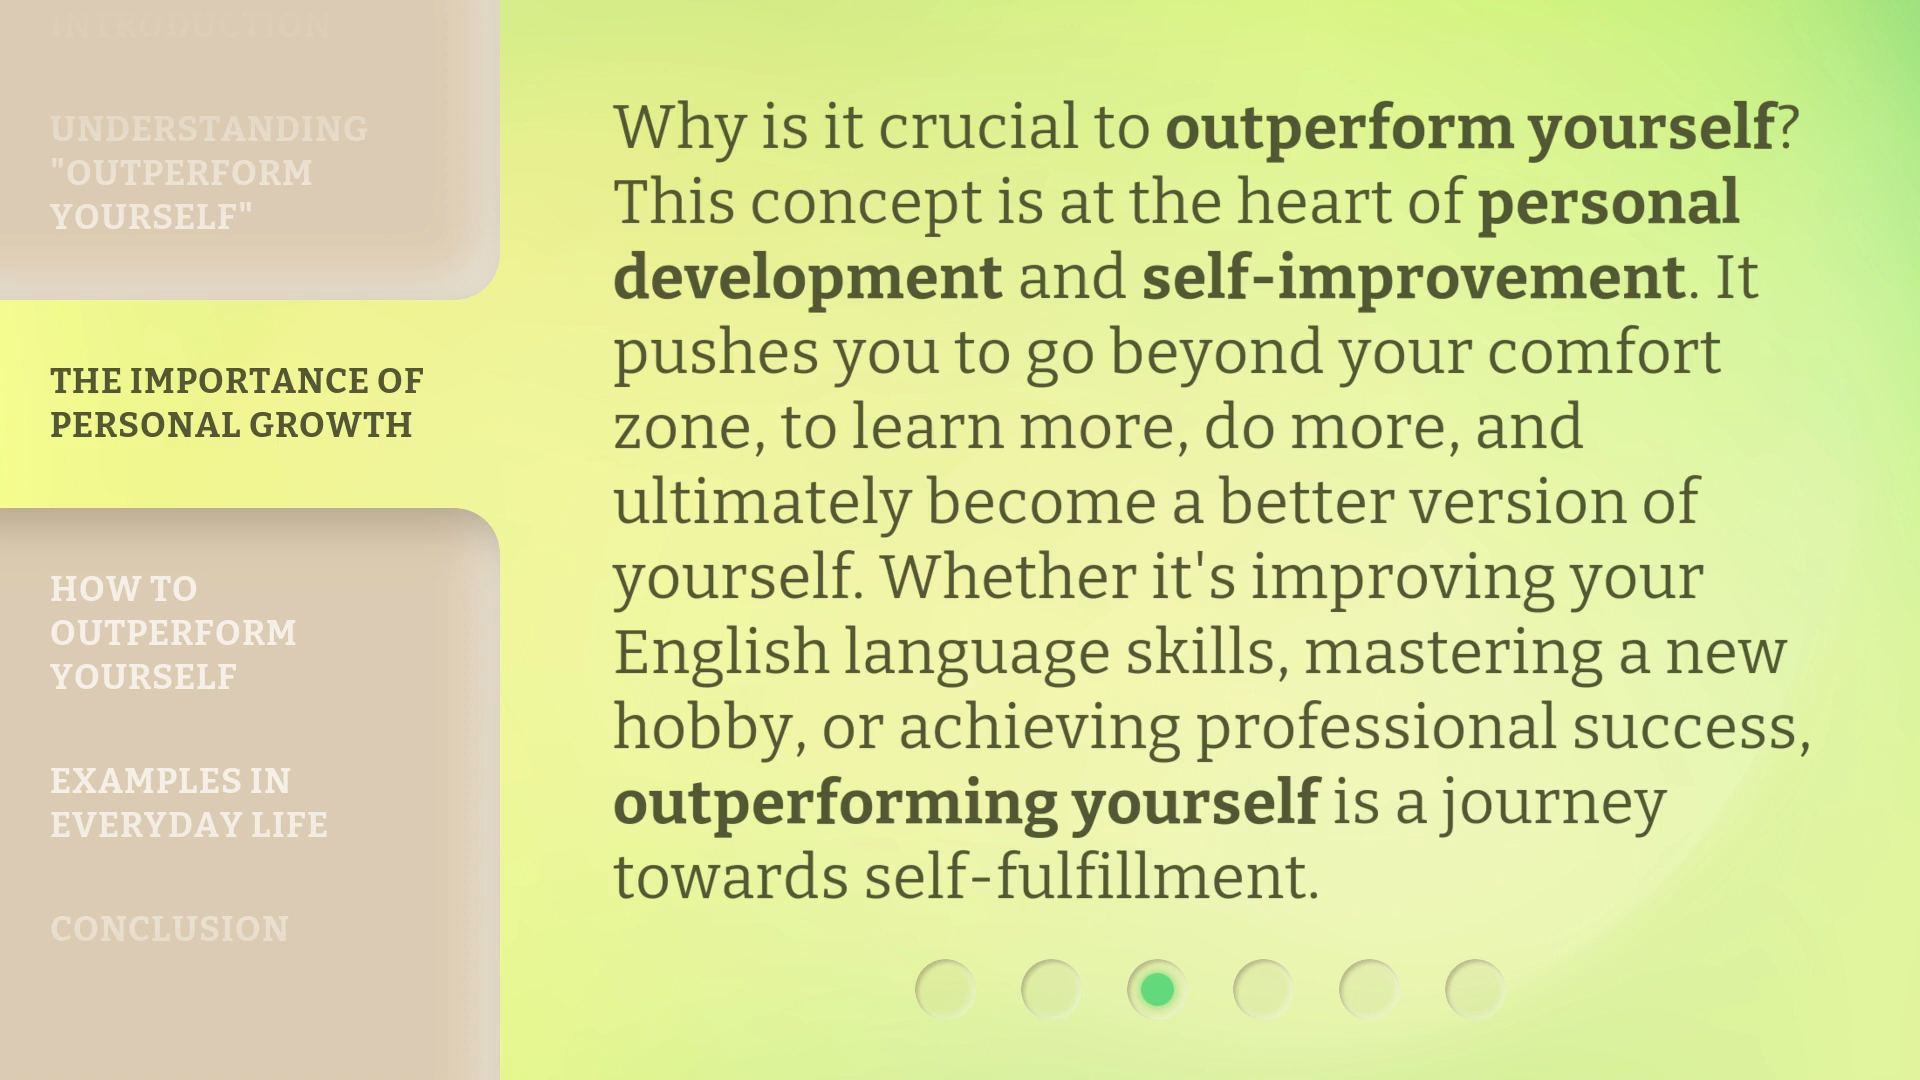 INTRODUCTION
UNDERSTANDING
"OUTPERFORM
YOURSELF"
THE IMPORTANCE OF
PERSONAL GROWTH
HOW TO
OUTPERFORM
YOURSELF
EXAMPLES IN
EVERYDAY LIFE
CONCLUSION
Why is it crucial to outperform yourself?
This concept is at the heart of personal
development and self-improvement. It
pushes you to go beyond your comfort
zone, to learn more, do more, and
ultimately become a better version of
yourself. Whether it's improving your
English language skills, mastering a new
hobby, or achieving professional success,
outperforming yourself is a journey
towards self-fulfillment.